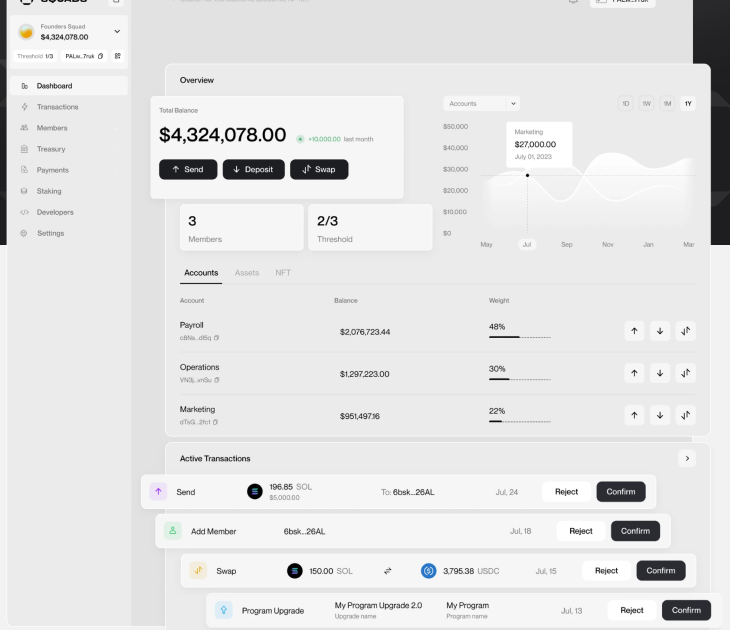 SQUADS
Founders Squad
$4,324,078.00
Threshold 1/3
PALw...7ruk
Dashboard
Transactions
Members
Treasury
Payments
Staking
Developers
Settings
Overview
Total Balance
$4,324,078.00
+10,000.00 last month
Send
Deposit
Swap
3
Members
2/3
Threshold
Accounts
1D
1W
1M
1Y
$50,000
$40,000
$30,000
$20,000
$10,000
$0
Marketing
$27,000.00
July 01, 2023
May
Jul
Sep
Nov
Jan
Mar
Accounts
Assets
NFT
Account
Balance
Weight
Payroll
$2,076,723.44
48%
Operations
$1,297,223.00
30%
Marketing
$951,497.16
22%
Active Transactions
Send
196.85 SOL
$5,000.00
To: 6bsk...26AL
Jul, 24
Reject
Confirm
Add Member
6bsk...26AL
Jul, 18
Reject
Confirm
Swap
150.00 SOL
3,795.38 USDC
Jul, 15
Reject
Confirm
Program Upgrade
My Program Upgrade 2.0
Upgrade name
My Program
Program name
Jul, 13
Reject
Confirm